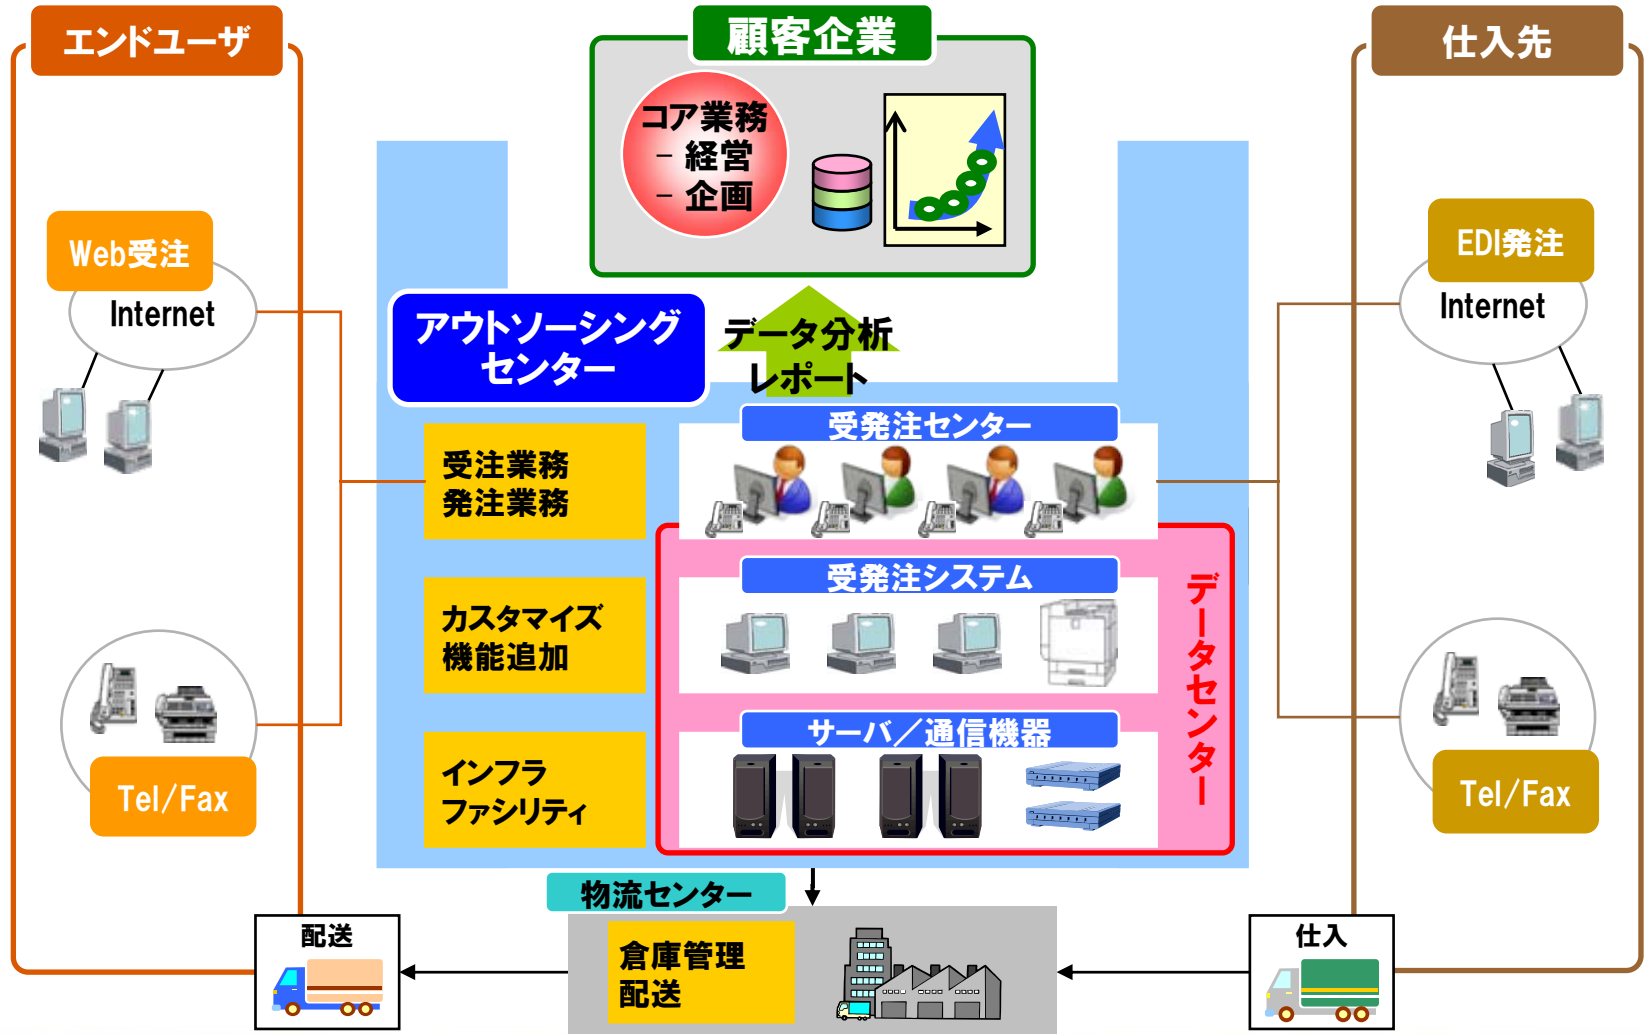 エンドユーザ
顧客企業
仕入先
コア業務
- 経営
- 企画
Web受注
Internet
EDI発注
Internet
アウトソーシング
センター
データ分析
レポート
受注業務
発注業務
受発注センター
カスタマイズ
機能追加
受発注システム
データセンター
インフラ
ファシリティ
サーバ／通信機器
Tel/Fax
Tel/Fax
物流センター
倉庫管理
配送
配送
仕入